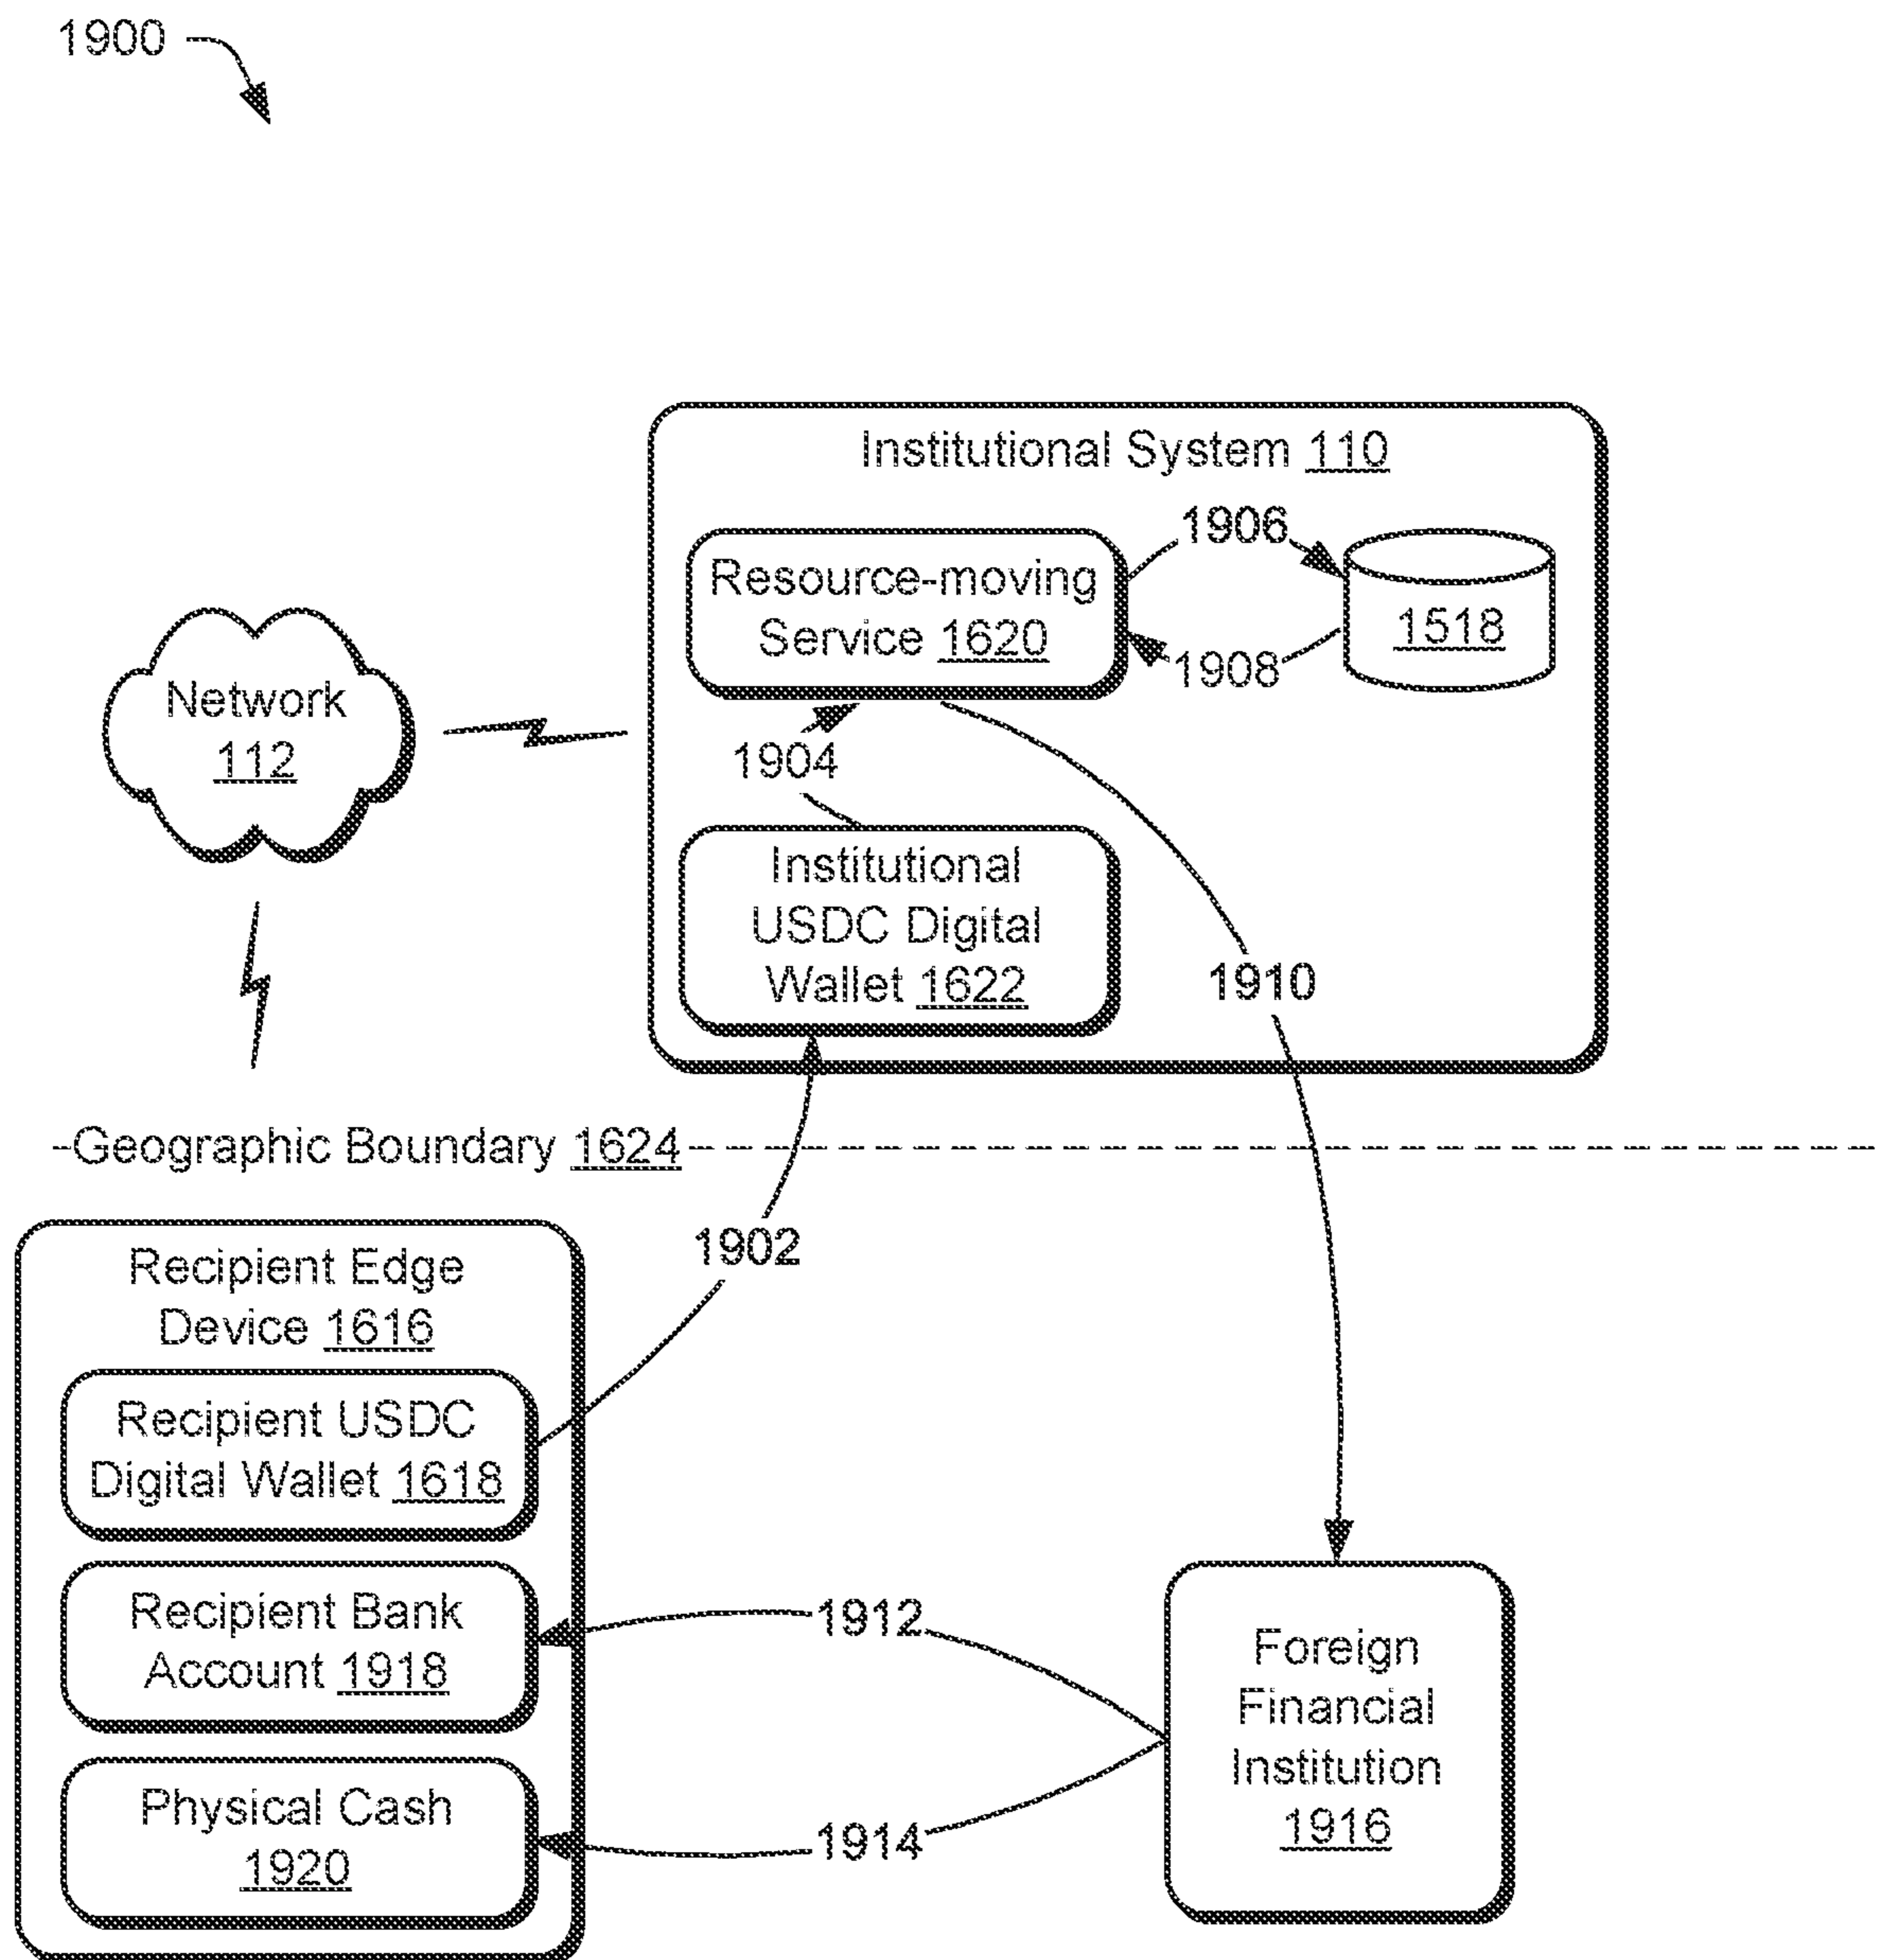 1900
Institutional System 110
1906
Resource-moving
Service 1620
1518
1908
Network
112
1904
Institutional
USDC Digital
Wallet 1622
1910
Geographic Boundary 1624
1902
Recipient Edge
Device 1616
Recipient USDC
Digital Wallet 1618
Recipient Bank
Account 1918
1912
Foreign
Financial
Institution
1916
Physical Cash
1920
1914